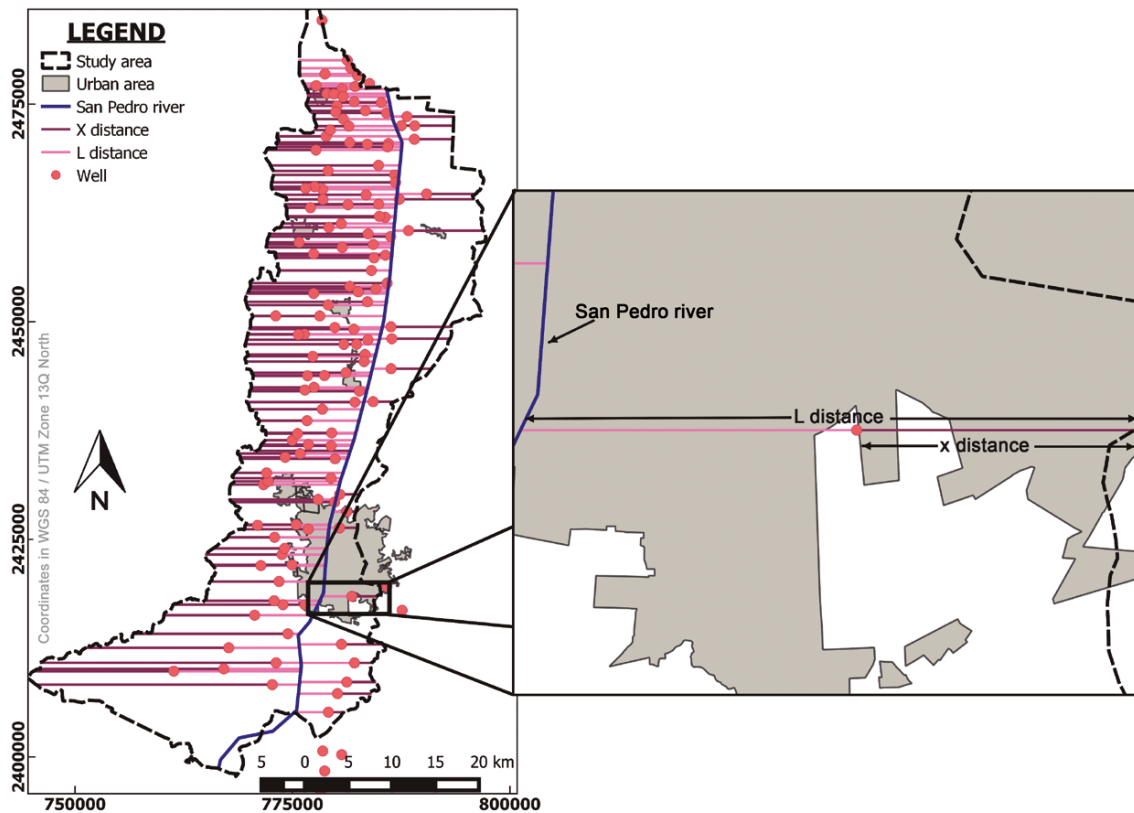 LEGEND
Study area
Urban area
San Pedro river
X distance
L distance
Well
2475000
2450000
2425000
2400000
Coordinates in WGS 84 / UTM Zone 13Q North
N
5 0 5 10 20 km
750000 775000 800000
San Pedro river
L distance
x distance